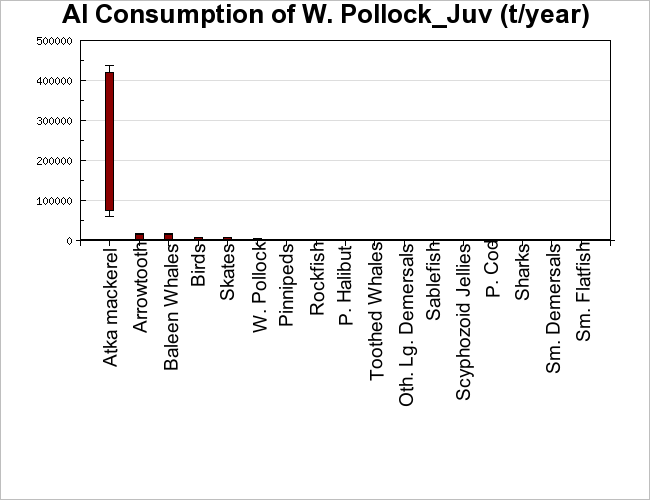 AI Consumption of W. Pollock_Juv (t/year)
500000
400000
300000
200000
100000
0
Atka mackerel
Arrowtooth
Baleen Whales
Birds
Skates
W. Pollock
Pinnipeds
Rockfish
P. Halibut
Toothed Whales
Oth. Lg. Demersals
Sablefish
Scyphozoid Jellies
P. Cod
Sharks
Sm. Demersals
Sm. Flatfish